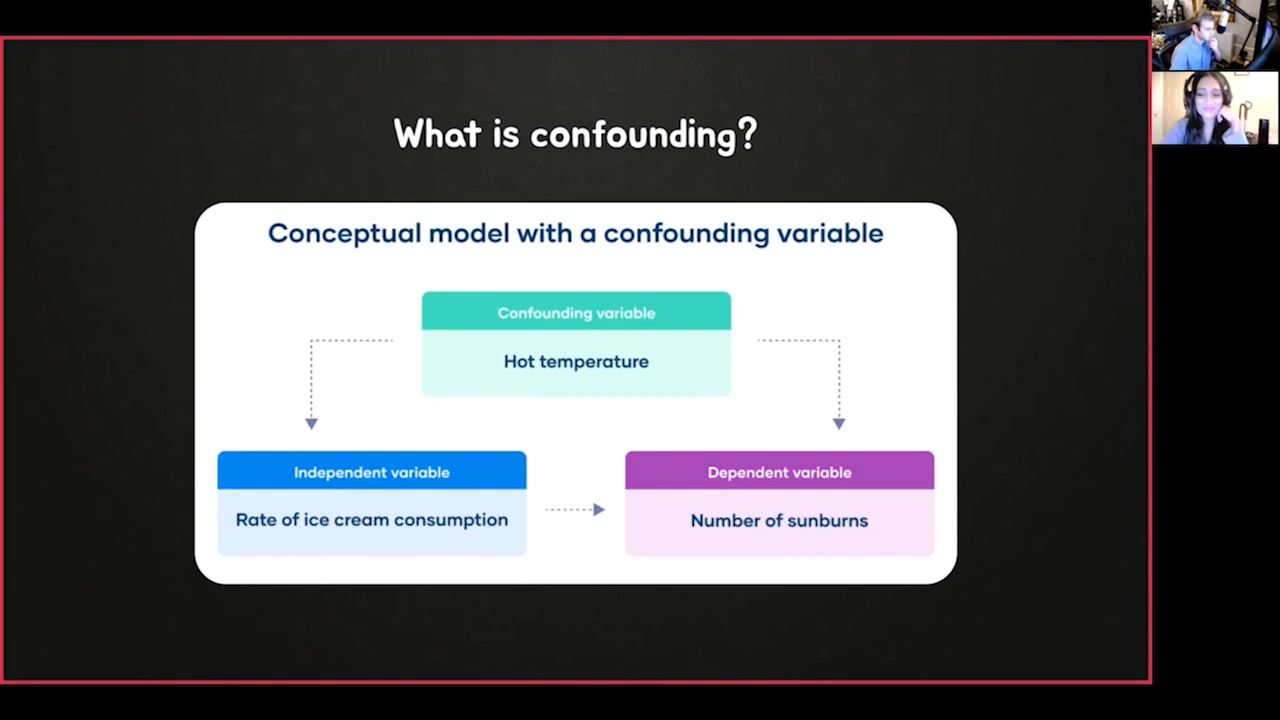 What is confounding?
Conceptual model with a confounding variable
Confounding variable
Hot temperature
Independent variable
Rate of ice cream consumption
Dependent variable
Number of sunburns